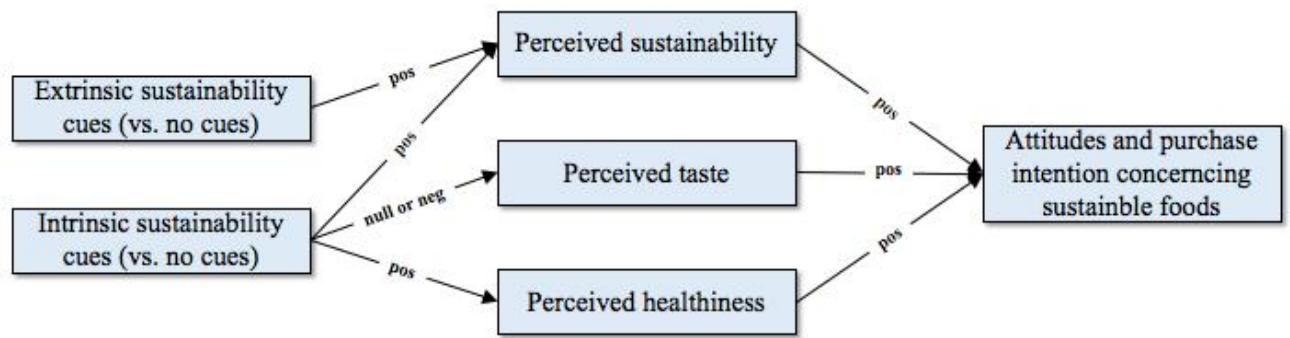 Perceived sustainability
Extrinsic sustainability
cues (vs. no cues)
pos
pos
pos
Perceived taste
Attitudes and purchase
intention concerncing
sustainble foods
pos
null or neg
Intrinsic sustainability
cues (vs. no cues)
pos
pos
Perceived healthiness